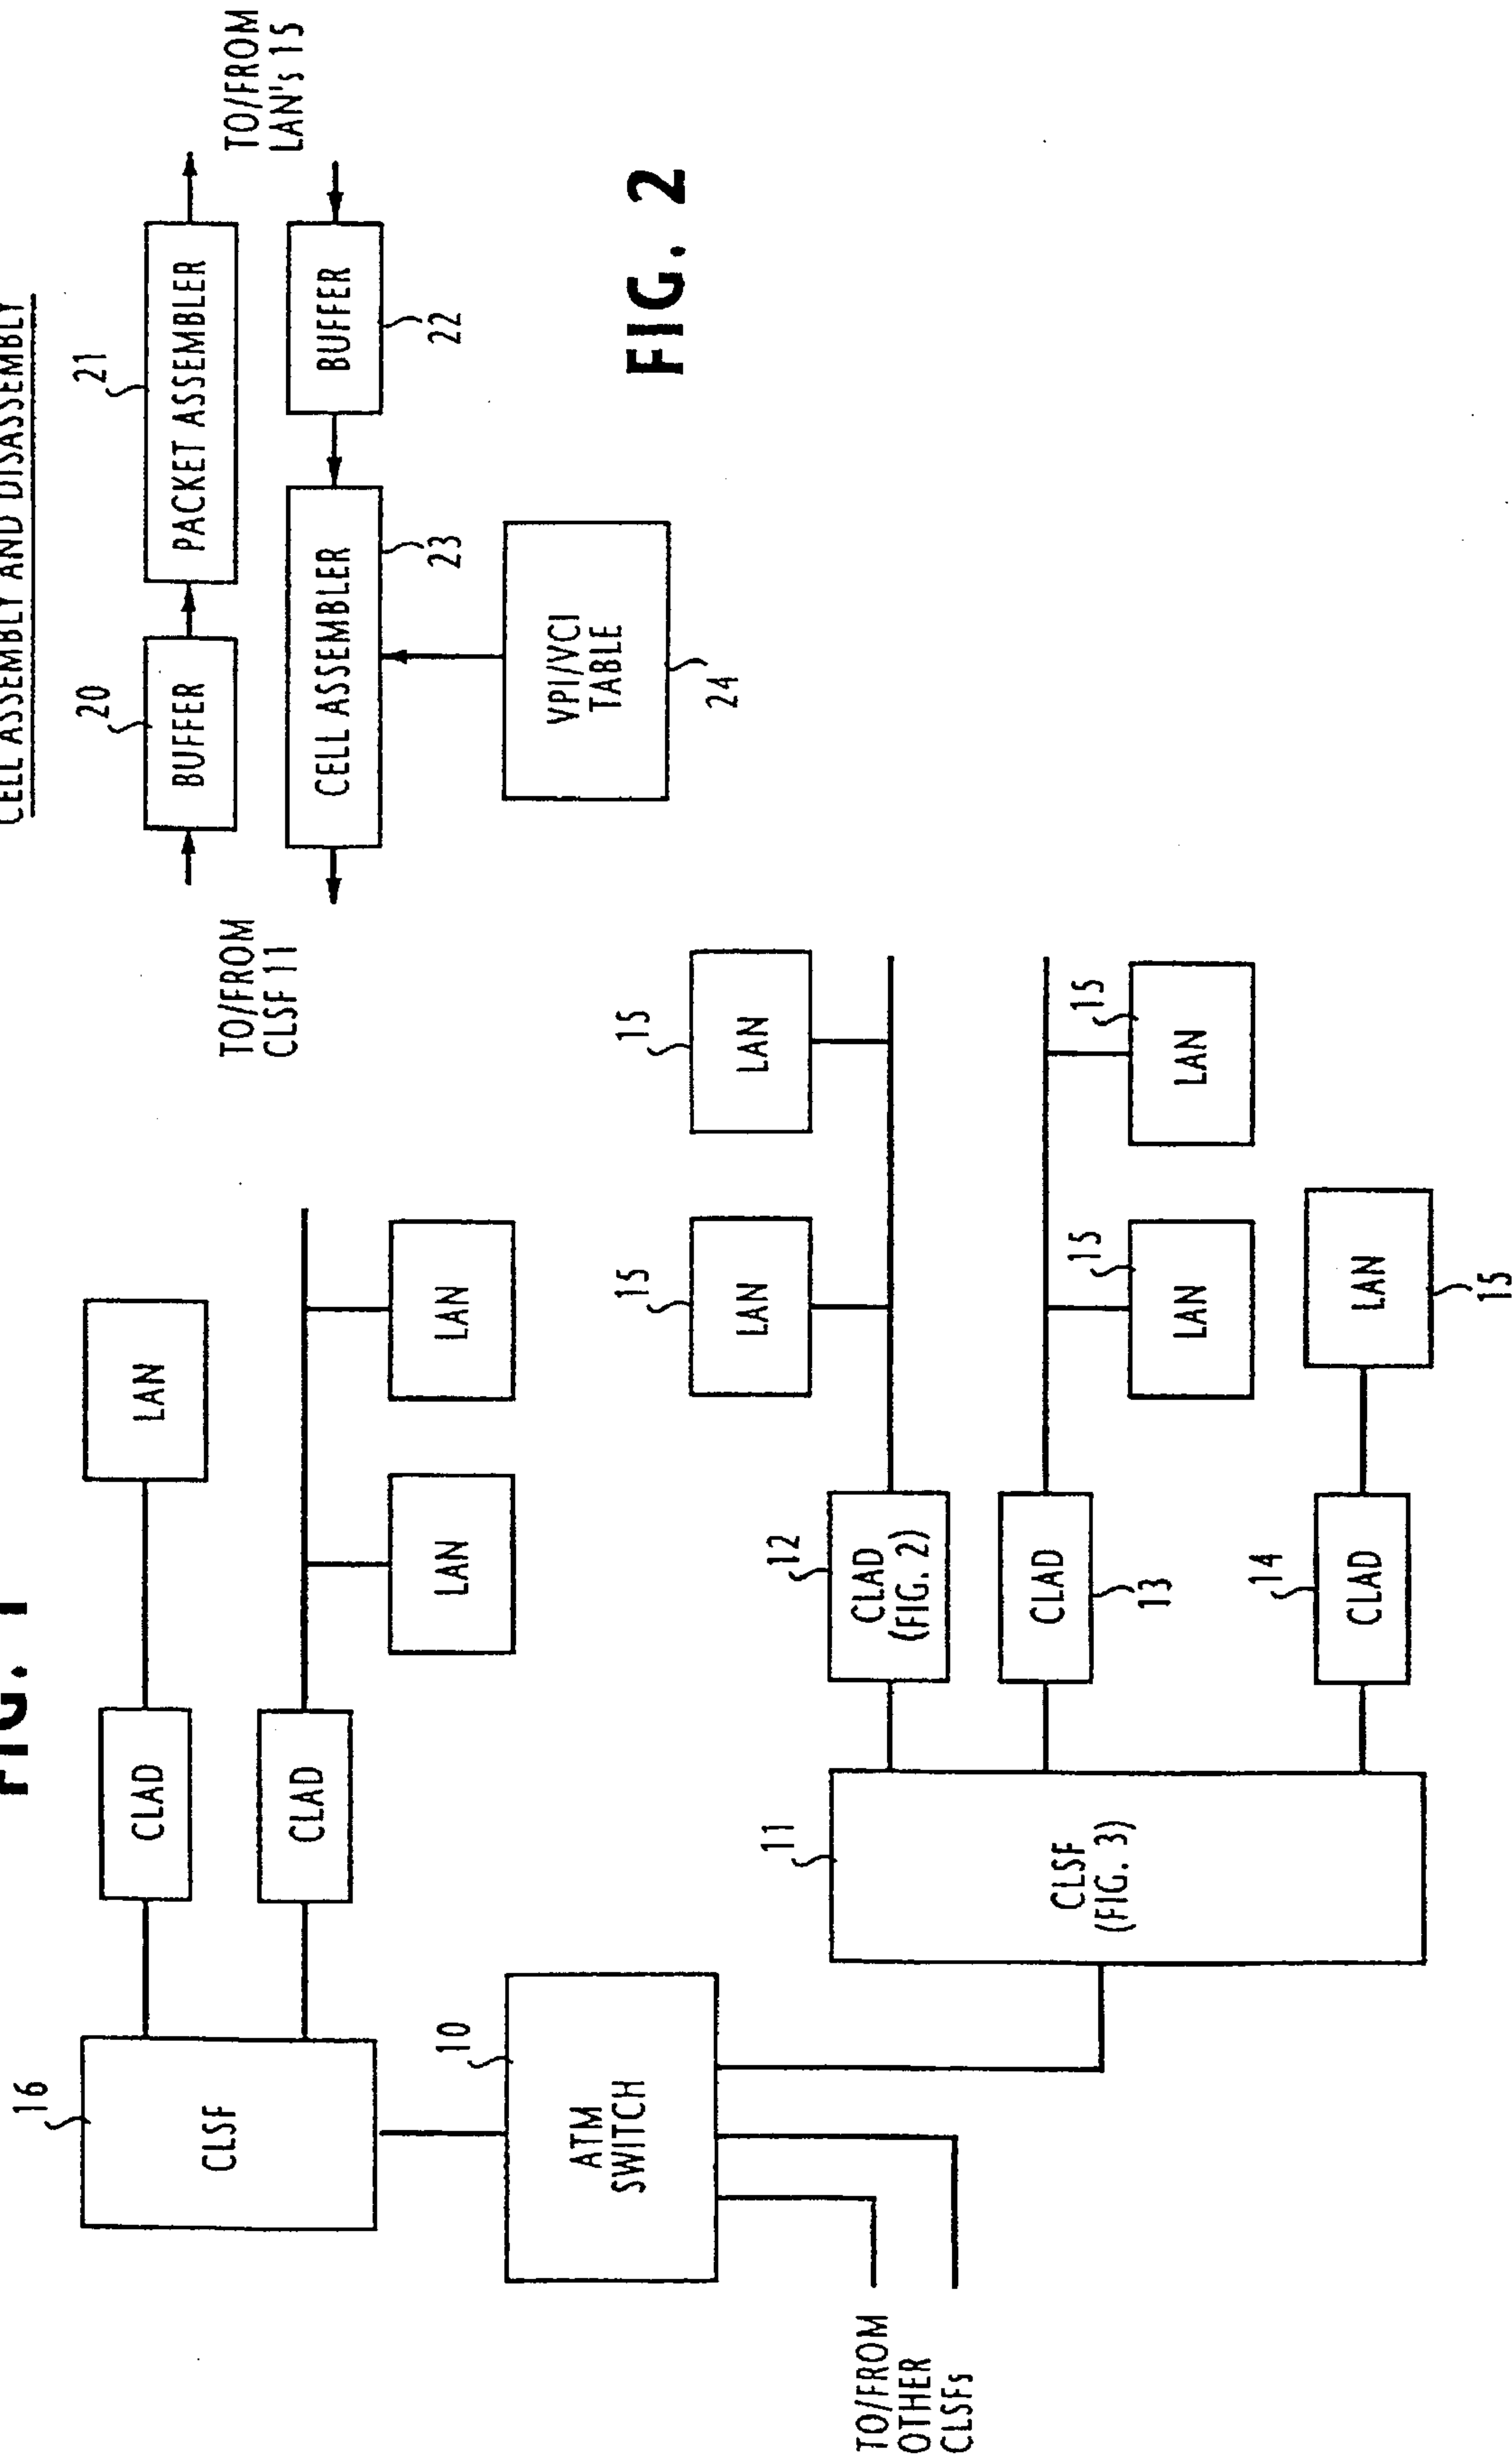 FIG. 1
16
CLSF
CLAD
LAN
CLAD
LAN
LAN
10
ATM
SWITCH
TO/FROM
OTHER
CLSFs
11
CLSF
(FIG. 3)
12
CLAD
(FIG. 2)
15
LAN
15
LAN
CLAD
13
15
LAN
15
LAN
14
CLAD
LAN
15
CELL ASSEMBLY AND DISASSEMBLY
TO/FROM
CLSF 11
20
BUFFER
21
PACKET ASSEMBLER
TO/FROM
LAN's 15
CELL ASSEMBLER
23
BUFFER
22
VPI/VCI
TABLE
24
FIG. 2